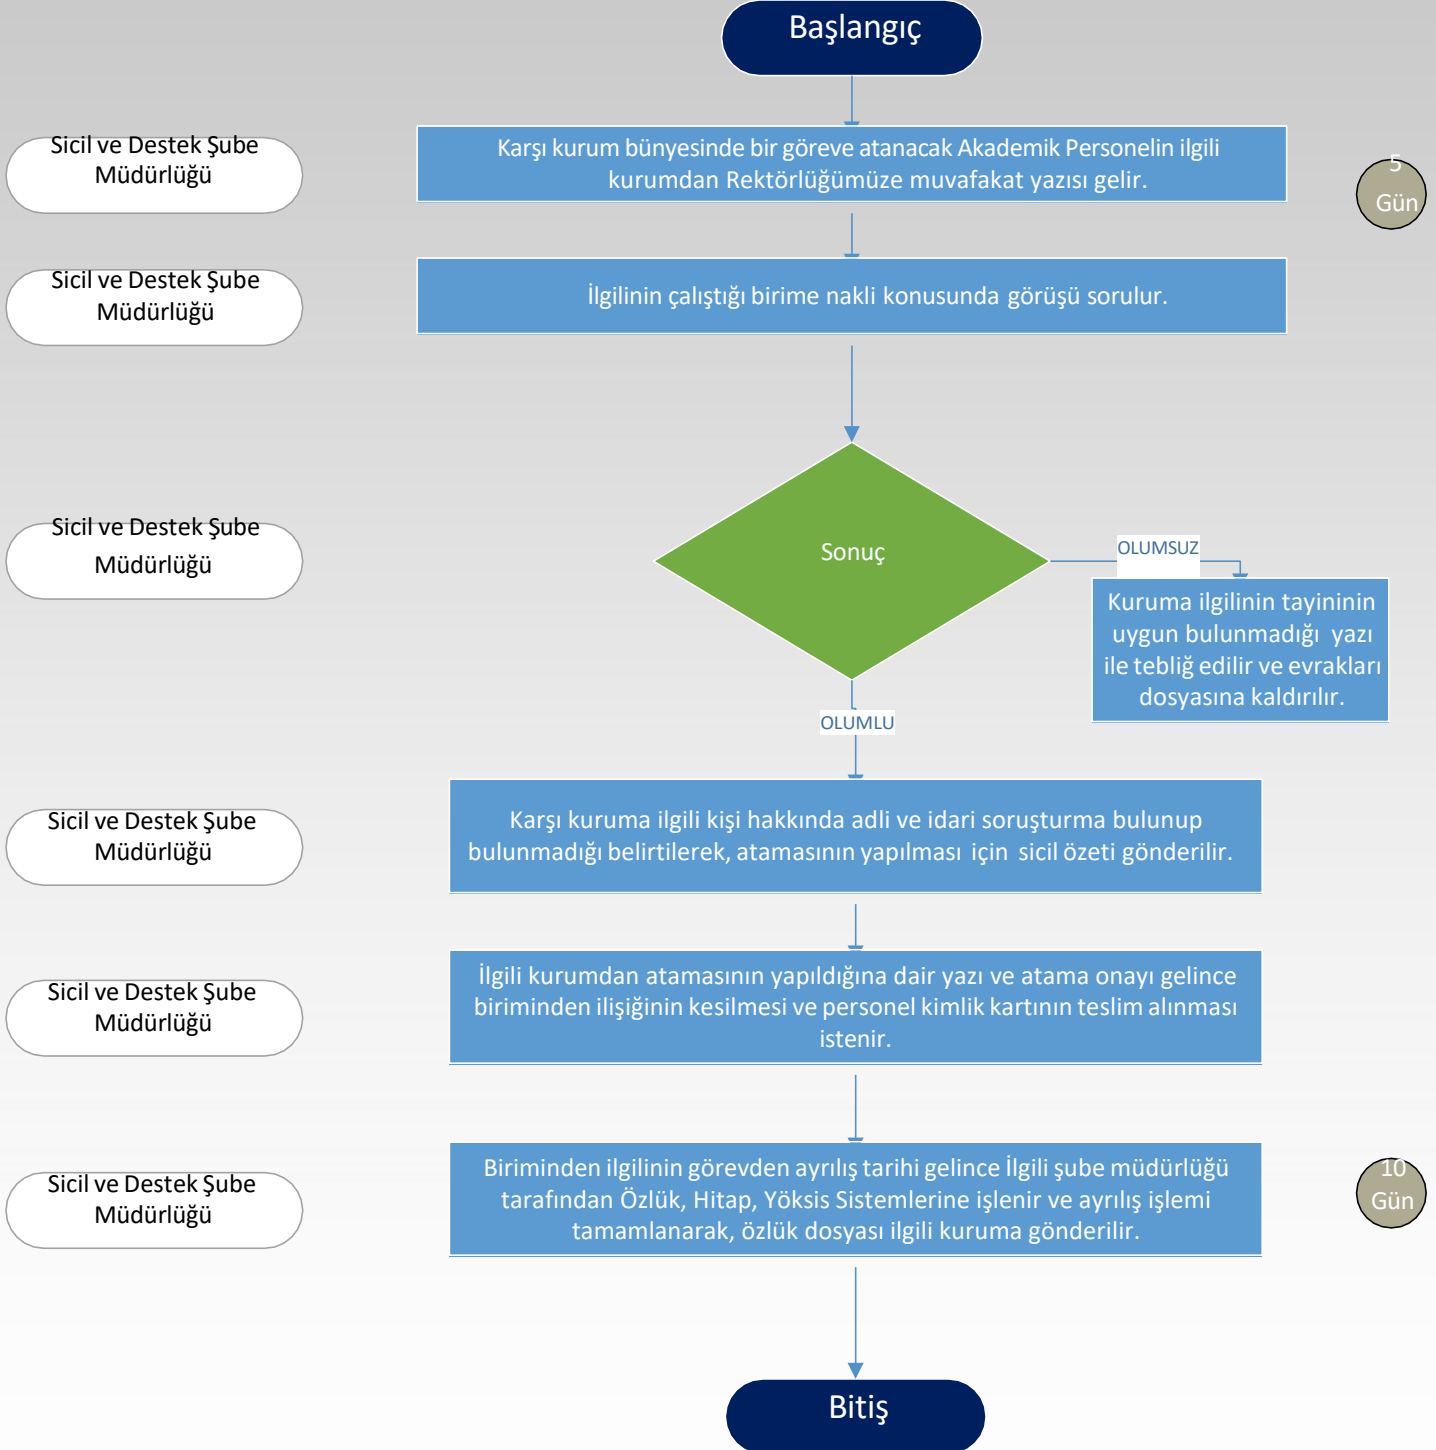 Başlangıç
Sicil ve Destek Şube
Müdürlüğü
Karşı kurum bünyesinde bir göreve atanacak Akademik Personelin ilgili
kurumdan Rektörlüğümüze muvafakat yazısı gelir.
5
Gün
Sicil ve Destek Şube
Müdürlüğü
İlgilinin çalıştığı birime nakli konusunda görüşü sorulur.
Sicil ve Destek Şube
Müdürlüğü
Sonuç
OLUMSUZ
Kuruma ilgilinin tayininin
uygun bulunmadığı yazı
ile tebliğ edilir ve evrakları
dosyasına kaldırılır.
OLUMLU
Sicil ve Destek Şube
Müdürlüğü
Karşı kuruma ilgili kişi hakkında adli ve idari soruşturma bulunup
bulunmadığı belirtilerek, atamasının yapılması için sicil özeti gönderilir.
Sicil ve Destek Şube
Müdürlüğü
İlgili kurumdan atamasının yapıldığına dair yazı ve atama onayı gelince
biriminden ilişiğinin kesilmesi ve personel kimlik kartının teslim alınması
istenir.
Sicil ve Destek Şube
Müdürlüğü
Biriminden ilgilinin görevden ayrılış tarihi gelince İlgili şube müdürlüğü
tarafından Özlük, Hitap, Yöksis Sistemlerine işlenir ve ayrılış işlemi
tamamlanarak, özlük dosyası ilgili kuruma gönderilir.
10
Gün
Bitiş